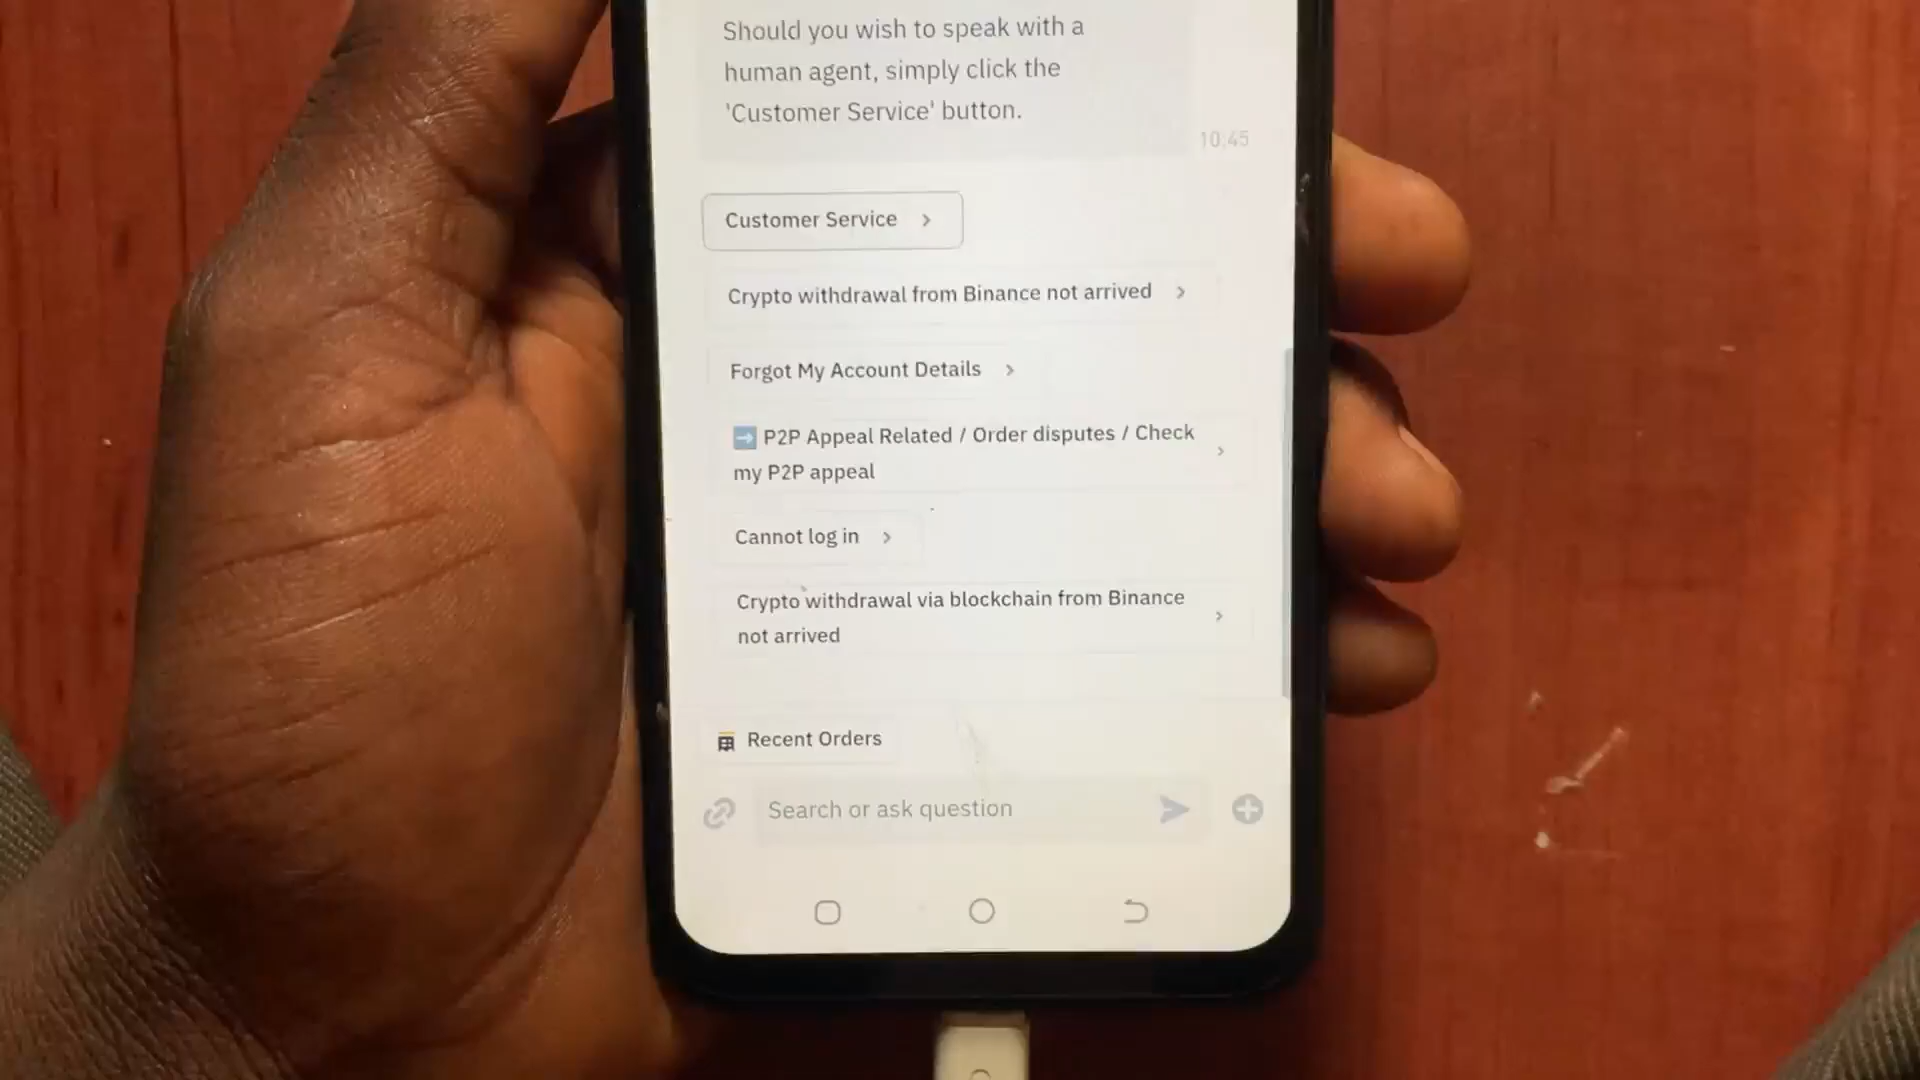 Should you wish to speak with a
human agent, simply click the
'Customer Service' button.
10:45
Customer Service
Crypto withdrawal from Binance not arrived
Forgot My Account Details
➡️ P2P Appeal Related / Order disputes / Check
my P2P appeal
Cannot log in
Crypto withdrawal via blockchain from Binance
not arrived
Recent Orders
Search or ask question